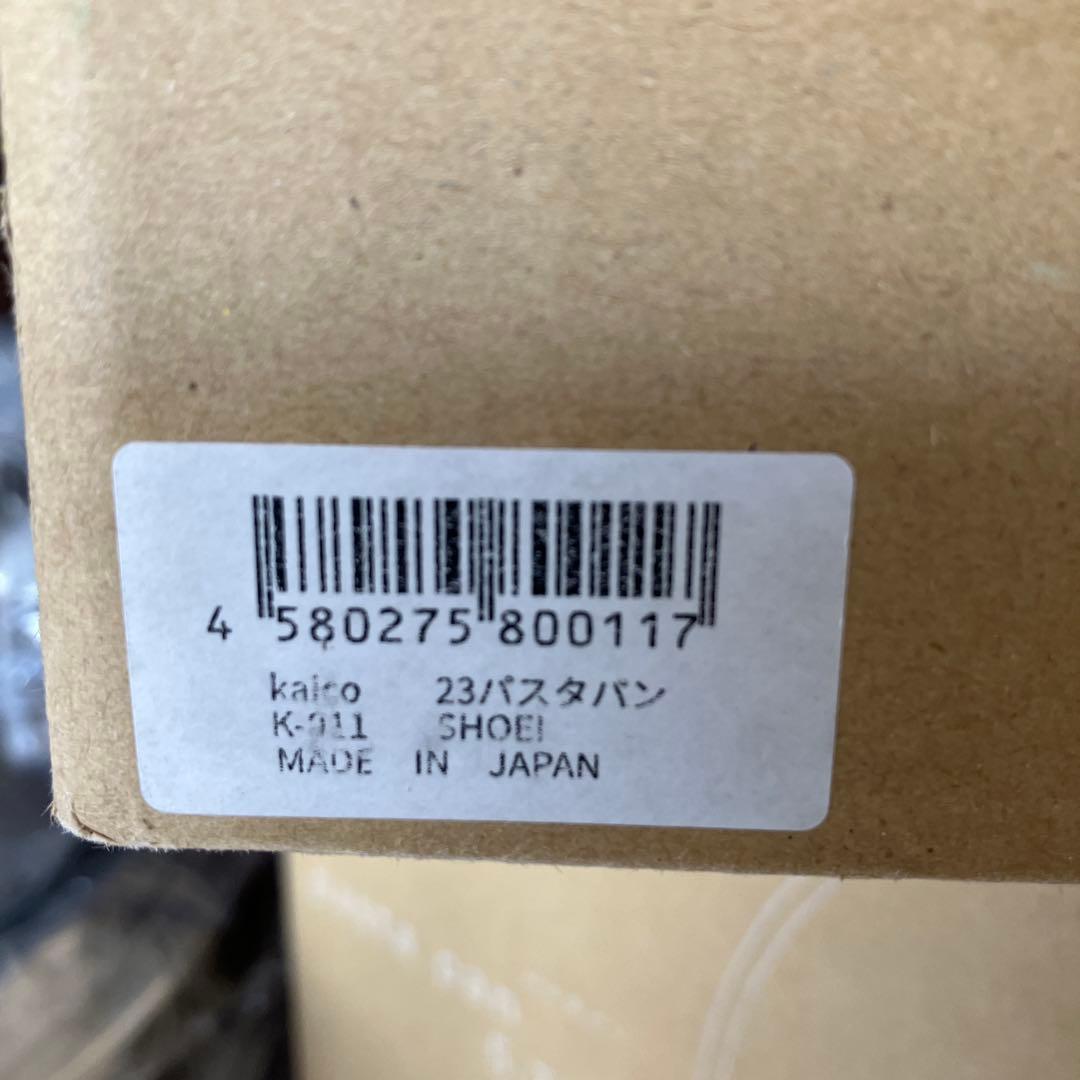 4 580275 800117
kaico 23パスタパン
K-011 SHOEI
MADE IN JAPAN